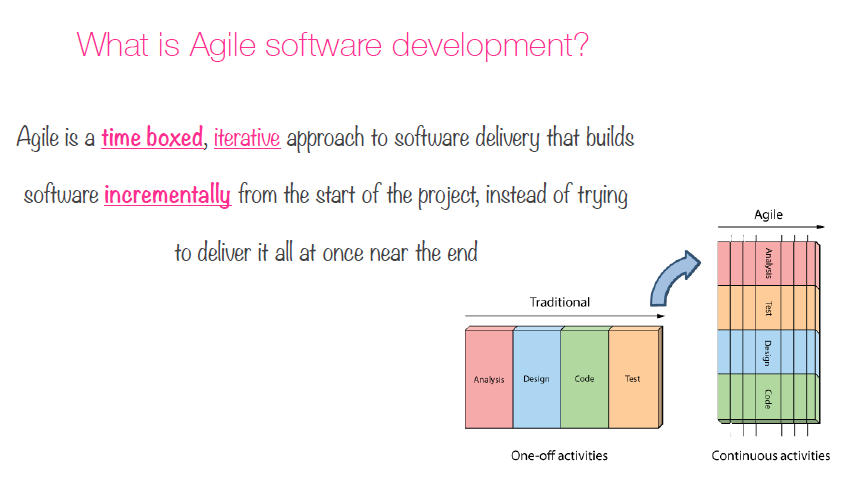 What is Agile software development?
Agile is a time boxed, iterative approach to software delivery that builds
software incrementally from the start of the project, instead of trying
to deliver it all at once near the end
Traditional
Analysis Design Code Test
One-off activities
Agile
Analysis
Test
Design
Code
Continuous activities